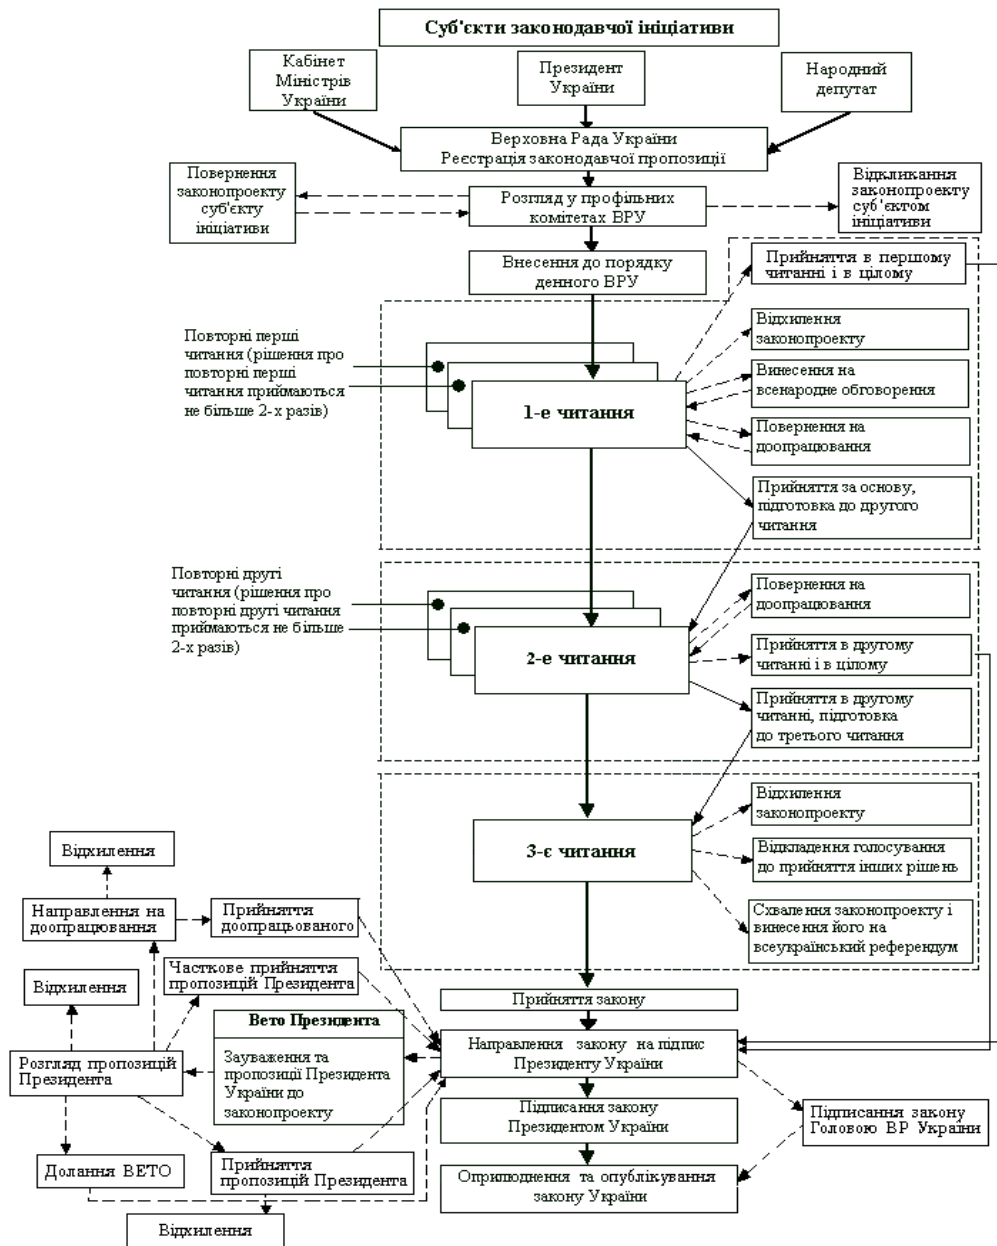 Суб'єкти законодавчої ініціативи
Кабінет
Міністрів
України
Президент
України
Народний
депутат
Верховна Рада України
Реєстрація законодавчої пропозиції
Повернення
законопроекту
суб'єкту
ініціативи
Розгляд у профільних
комітетах ВРУ
Відкликання
законопроекту
суб'єктом
ініціативи
Внесення до порядку
денного ВРУ
Прийняття в першому
читанні і в цілому
Повторні перші
читання (рішення про
повторні перші
читання приймаються
не більше 2-х разів)
1-е читання
Відхилення
законопроекту
Винесення на
всенародне обговорення
Повернення на
доопрацювання
Прийняття за основу,
підготовка до другого
читання
Повторні другі
читання (рішення про
повторні другі читання
приймаються не більше
2-х разів)
2-е читання
Повернення на
доопрацювання
Прийняття в другому
читанні і в цілому
Прийняття в другому
читанні, підготовка
до третього читання
3-є читання
Відхилення
законопроекту
Відкладення голосування
до прийняття інших рішень
Схвалення законопроекту і
винесення його на
всеукраїнський референдум
Відхилення
Направлення на
доопрацювання
Прийняття
доопрацьованого
Відхилення
Часткове прийняття
пропозицій Президента
Прийняття закону
Вето Президента
Зауваження та
пропозиції Президента
України до
законопроекту
Направлення закону на підпис
Президенту України
Розгляд пропозицій
Президента
Підписання закону
Президентом України
Підписання закону
Головою ВР України
Долання ВЕТО
Прийняття
пропозицій Президента
Оприлюднення та опублікування
закону України
Відхилення